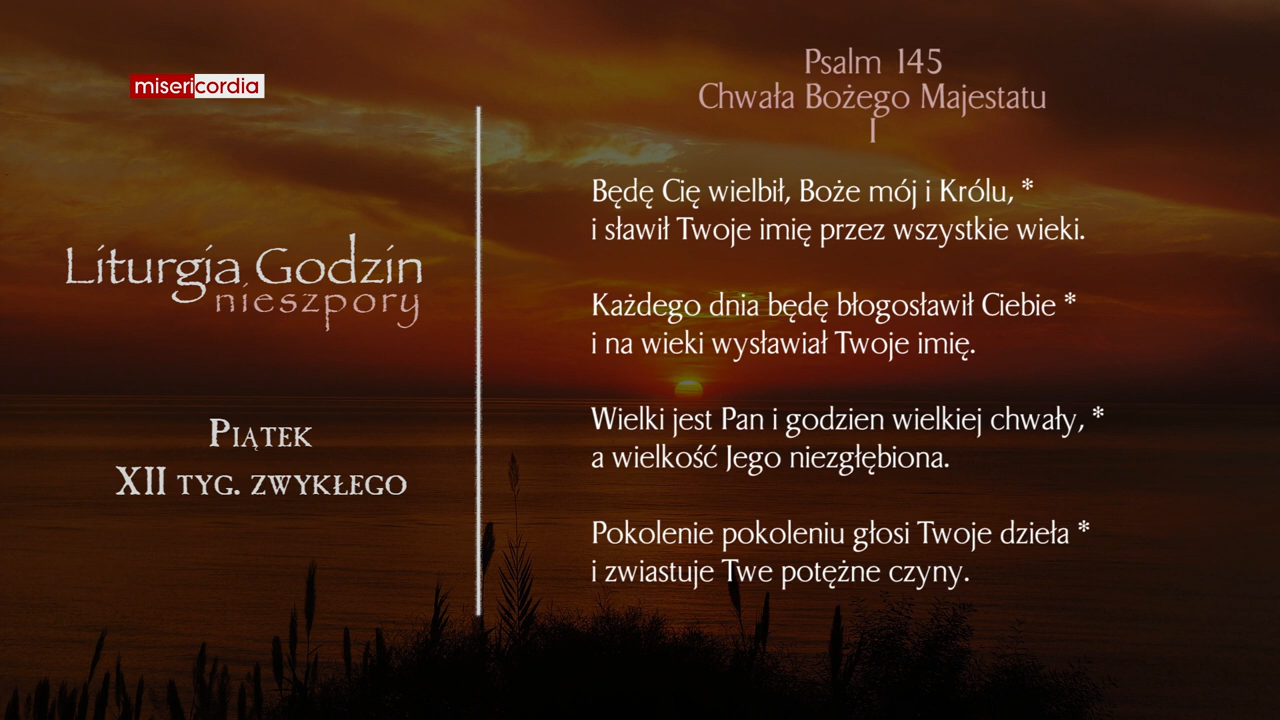 misericordia
Liturgia Godzin
nieszpory
Piątek
XII tyg. zwykłego
Psalm 145
Chwała Bożego Majestatu
I
Będę Cię wielbił, Boże mój i Królu, *
i sławił Twoje imię przez wszystkie wieki.
Każdego dnia będę błogosławił Ciebie *
i na wieki wysławiał Twoje imię.
Wielki jest Pan i godzien wielkiej chwały, *
a wielkość Jego niezgłębiona.
Pokolenie pokoleniu głosi Twoje dzieła *
i zwiastuje Twe potężne czyny.